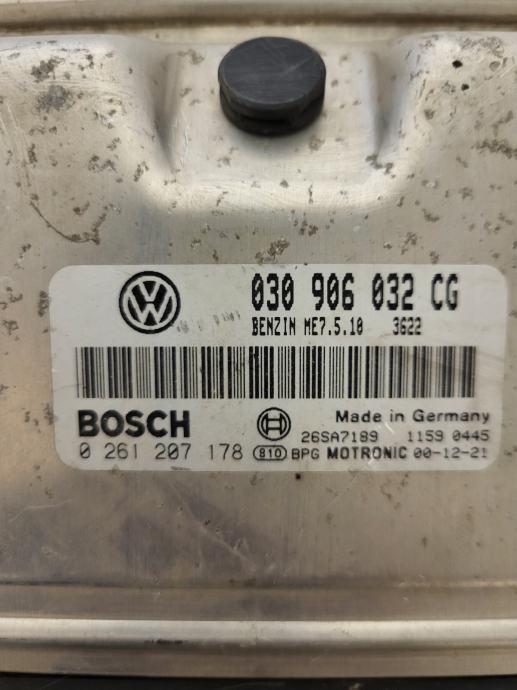 030 906 032 CG
BENZIN ME7.5.10 3622
BOSCH
Made in Germany
26SA7189 1159 0445
0 261 207 178 810 BPG MOTRONIC 00-12-21